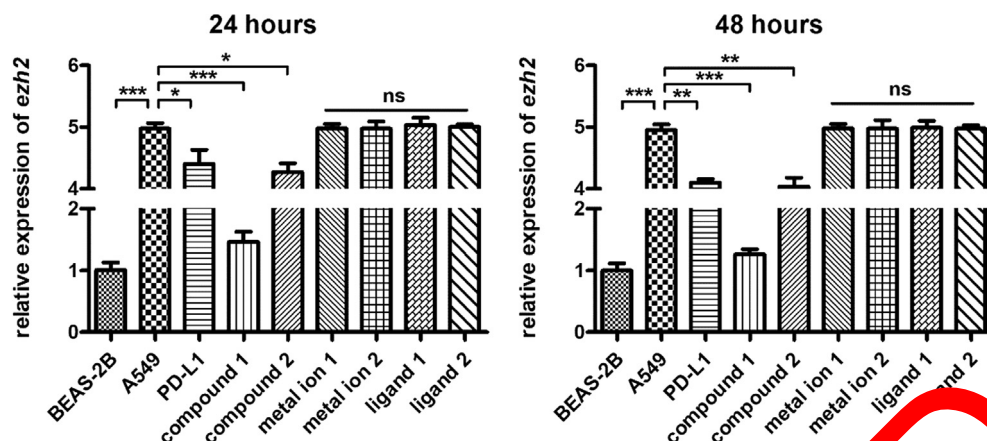 24 hours
relative expression of ezh2
6
5
4
2
1
0
***
*
***
*
ns
BEAS-2B
A549
PD-L1
compound 1
compound 2
metal ion 1
metal ion 2
ligand 1
ligand 2
48 hours
relative expression of ezh2
6
5
4
2
1
0
***
**
***
**
ns
BEAS-2B
A549
PD-L1
compound 1
compound 2
metal ion 1
metal ion 2
ligand 1
2